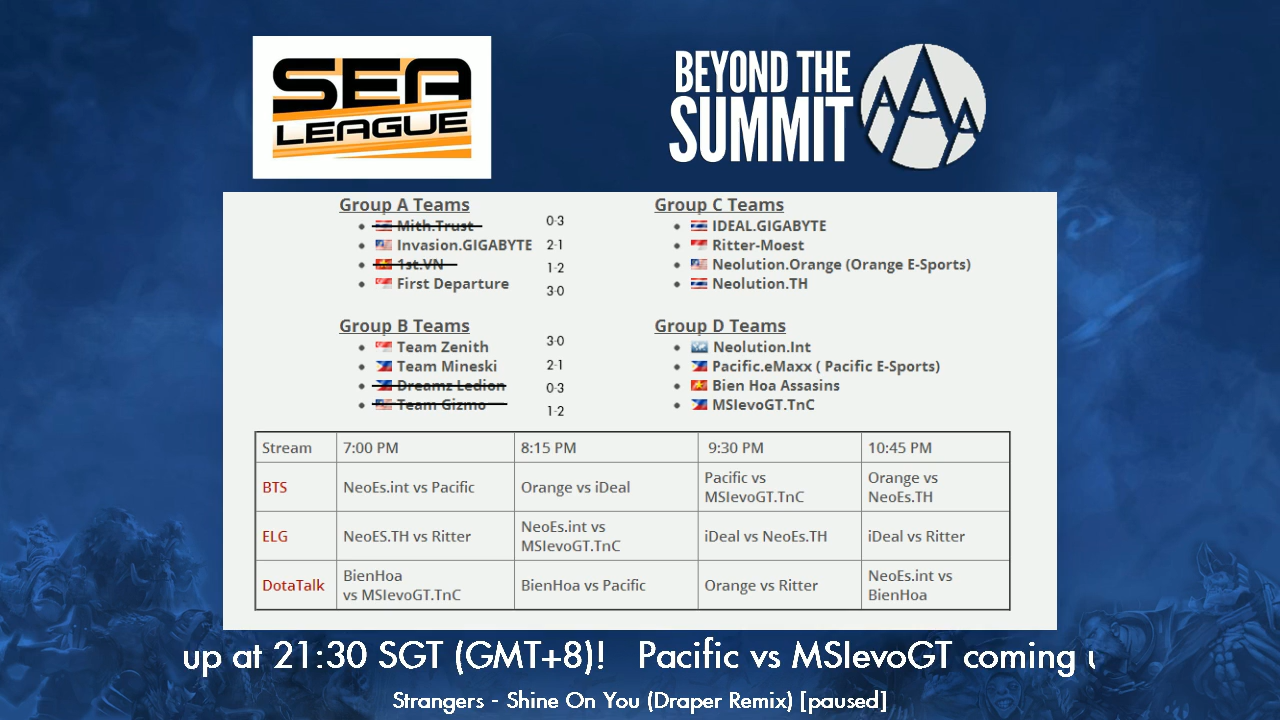 SEA
LEAGUE
BEYOND THE
SUMMIT
Group A Teams
Mith.Trust 0-3
Invasion.GIGABYTE 2-1
1st.VN 1-2
First Departure 3-0
Group B Teams
Team Zenith 3-0
Team Mineski 2-1
Dreamz Ledion 0-3
Team Gizmo 1-2
Group C Teams
IDEAL.GIGABYTE
Ritter-Moest
Neolution.Orange (Orange E-Sports)
Neolution.TH
Group D Teams
Neolution.Int
Pacific.eMaxx ( Pacific E-Sports)
Bien Hoa Assasins
MSIevoGT.TnC
Stream 7:00 PM 8:15 PM 9:30 PM 10:45 PM
BTS NeoEs.int vs Pacific Orange vs iDeal Pacific vs MSIevoGT.TnC Orange vs NeoEs.TH
ELG NeoES.TH vs Ritter NeoEs.int vs MSIevoGT.TnC iDeal vs NeoEs.TH iDeal vs Ritter
DotaTalk BienHoa vs MSIevoGT.TnC BienHoa vs Pacific Orange vs Ritter NeoEs.int vs BienHoa
up at 21:30 SGT (GMT+8)! Pacific vs MSIevoGT coming
Strangers - Shine On You (Draper Remix) [paused]